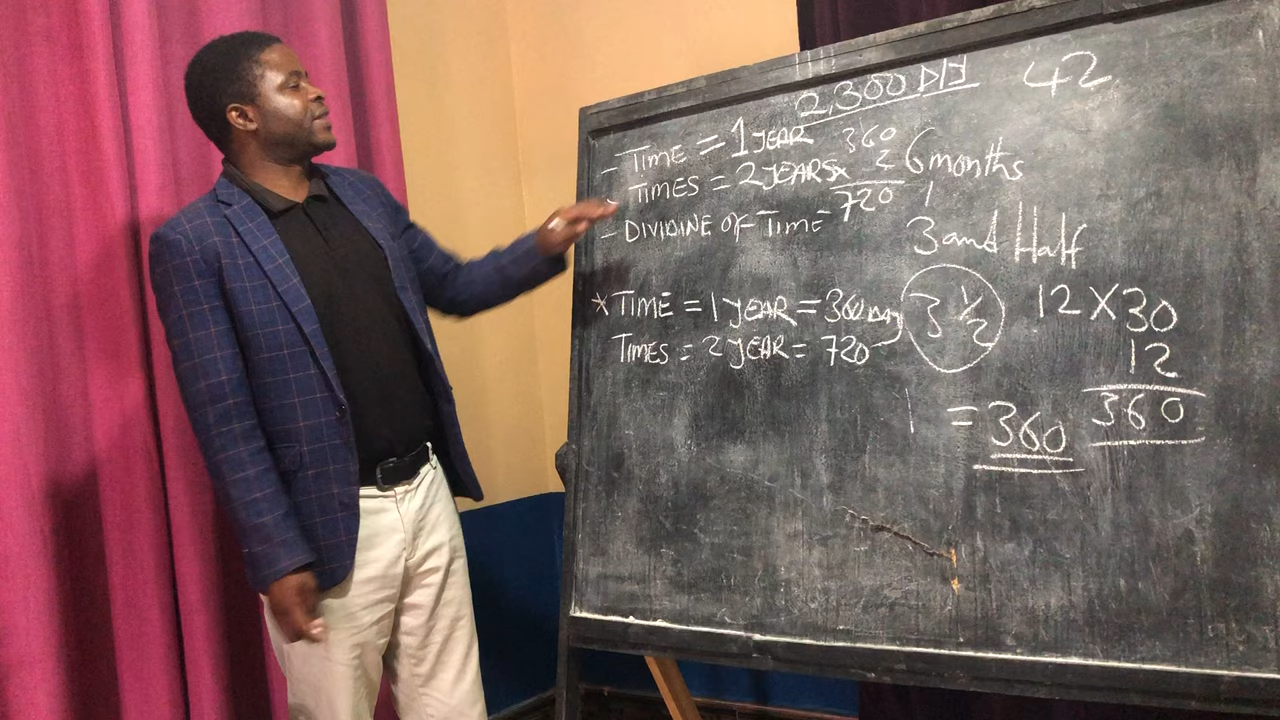 2,300 DAY 42
- TIME = 1 YEAR 360
- TIMES = 2 YEARS x 2 6 months
- DIVIDINE OF TIME = 720 1
3 and Half
* TIME = 1 YEAR = 360 DAY 3 1/2 12 X 30
TIMES = 2 YEAR = 720 12
1 = 360 360